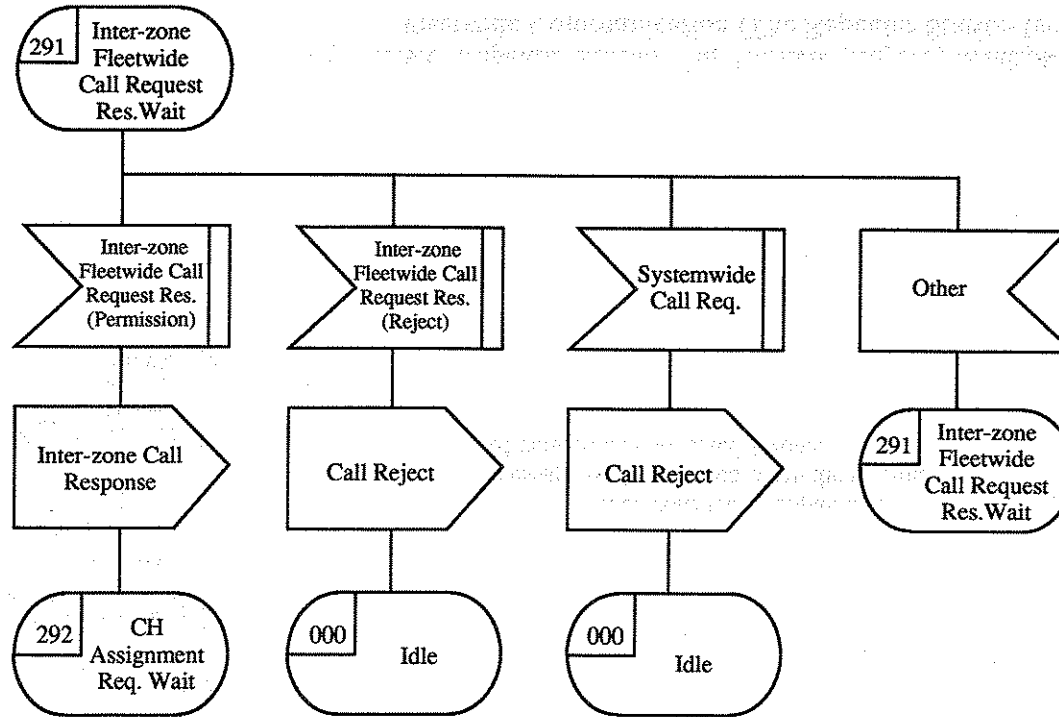 291
Inter-zone
Fleetwide
Call Request
Res.Wait
Inter-zone
Fleetwide Call
Request Res.
(Permission)
Inter-zone
Fleetwide Call
Request Res.
(Reject)
Systemwide
Call Req.
Other
Inter-zone Call
Response
Call Reject
Call Reject
291
Inter-zone
Fleetwide
Call Request
Res.Wait
292
CH
Assignment
Req. Wait
000
Idle
000
Idle